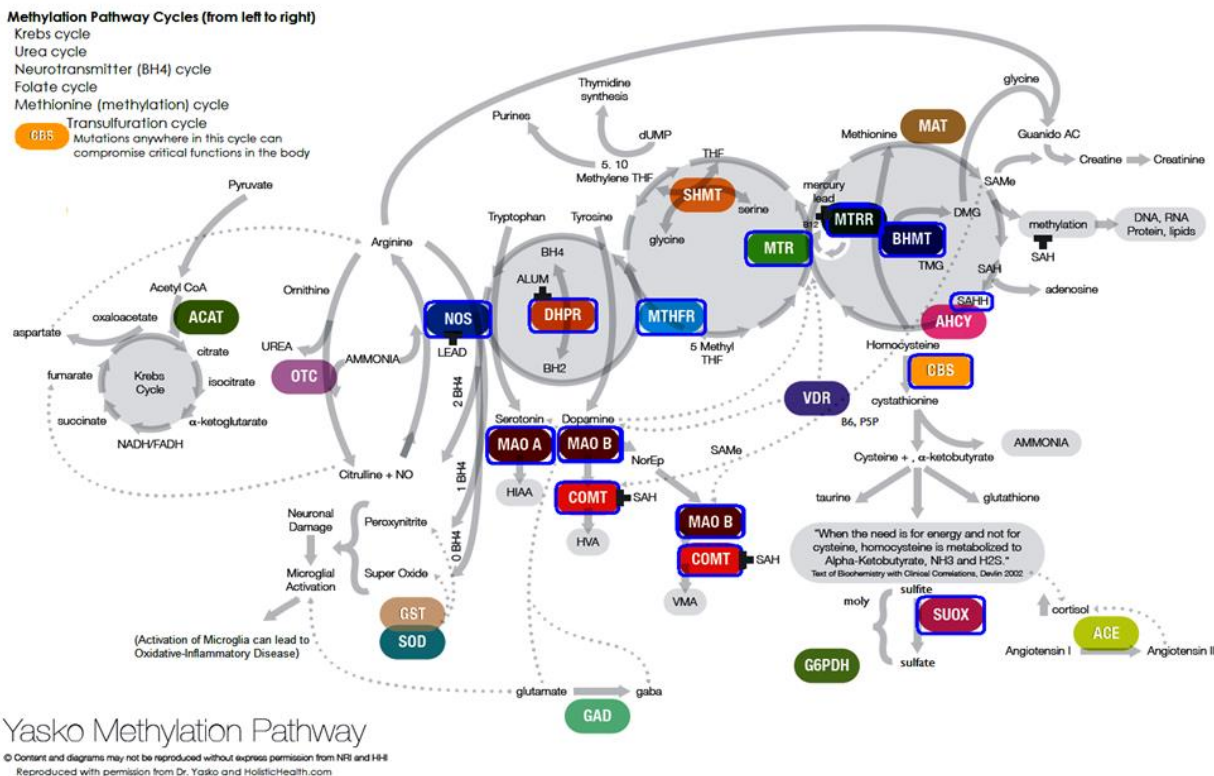 Methylation Pathway Cycles (from left to right)
Krebs cycle
Urea cycle
Neurotransmitter (BH4) cycle
Folate cycle
Methionine (methylation) cycle
Transulfuration cycle
CBS
Mutations anywhere in this cycle can
compromise critical functions in the body
Pyruvate
Acetyl CoA
ACAT
oxaloacetate
aspartate
citrate
fumarate
Krebs
Cycle
isocitrate
succinate
α-ketoglutarate
NADH/FADH
Arginine
Ornithine
UREA
OTC
AMMONIA
Citrulline + NO
NOS
LEAD
2 BH4
1 BH4
0 BH4
Neuronal
Damage
Peroxynitrite
Microglial
Activation
Super Oxide
GST
SOD
(Activation of Microglia can lead to
Oxidative-Inflammatory Disease)
Tryptophan
Tyrosine
BH4
ALUM
DHPR
BH2
Serotonin
Dopamine
MAO A
MAO B
HIAA
NorEp
COMT
SAH
HVA
SAMe
MAO B
COMT
SAH
VMA
glutamate
gaba
GAD
Purines
Thymidine
synthesis
dUMP
5, 10
Methylene THF
THF
SHMT
serine
glycine
MTHFR
5 Methyl
THF
MTR
mercury
lead
B12
MTRR
BHMT
TMG
DMG
Methionine
MAT
glycine
Guanido AC
Creatine
Creatinine
SAMe
methylation
SAH
DNA, RNA
Protein, lipids
SAH
adenosine
SAHH
AHCY
Homocysteine
CBS
cystathionine
VDR
B6, P5P
AMMONIA
Cysteine + , α-ketobutyrate
taurine
glutathione
"When the need is for energy and not for
cysteine, homocysteine is metabolized to
Alpha-Ketobutyrate, NH3 and H2S."
Text of Biochemistry with Clinical Correlations, Devlin 2002
sulfite
moly
SUOX
sulfate
G6PDH
cortisol
ACE
Angiotensin I
Angiotensin II
Yasko Methylation Pathway
© Content and diagrams may not be reproduced without express permission from NRI and HHI
Reproduced with permission from Dr. Yasko and HolisticHealth.com